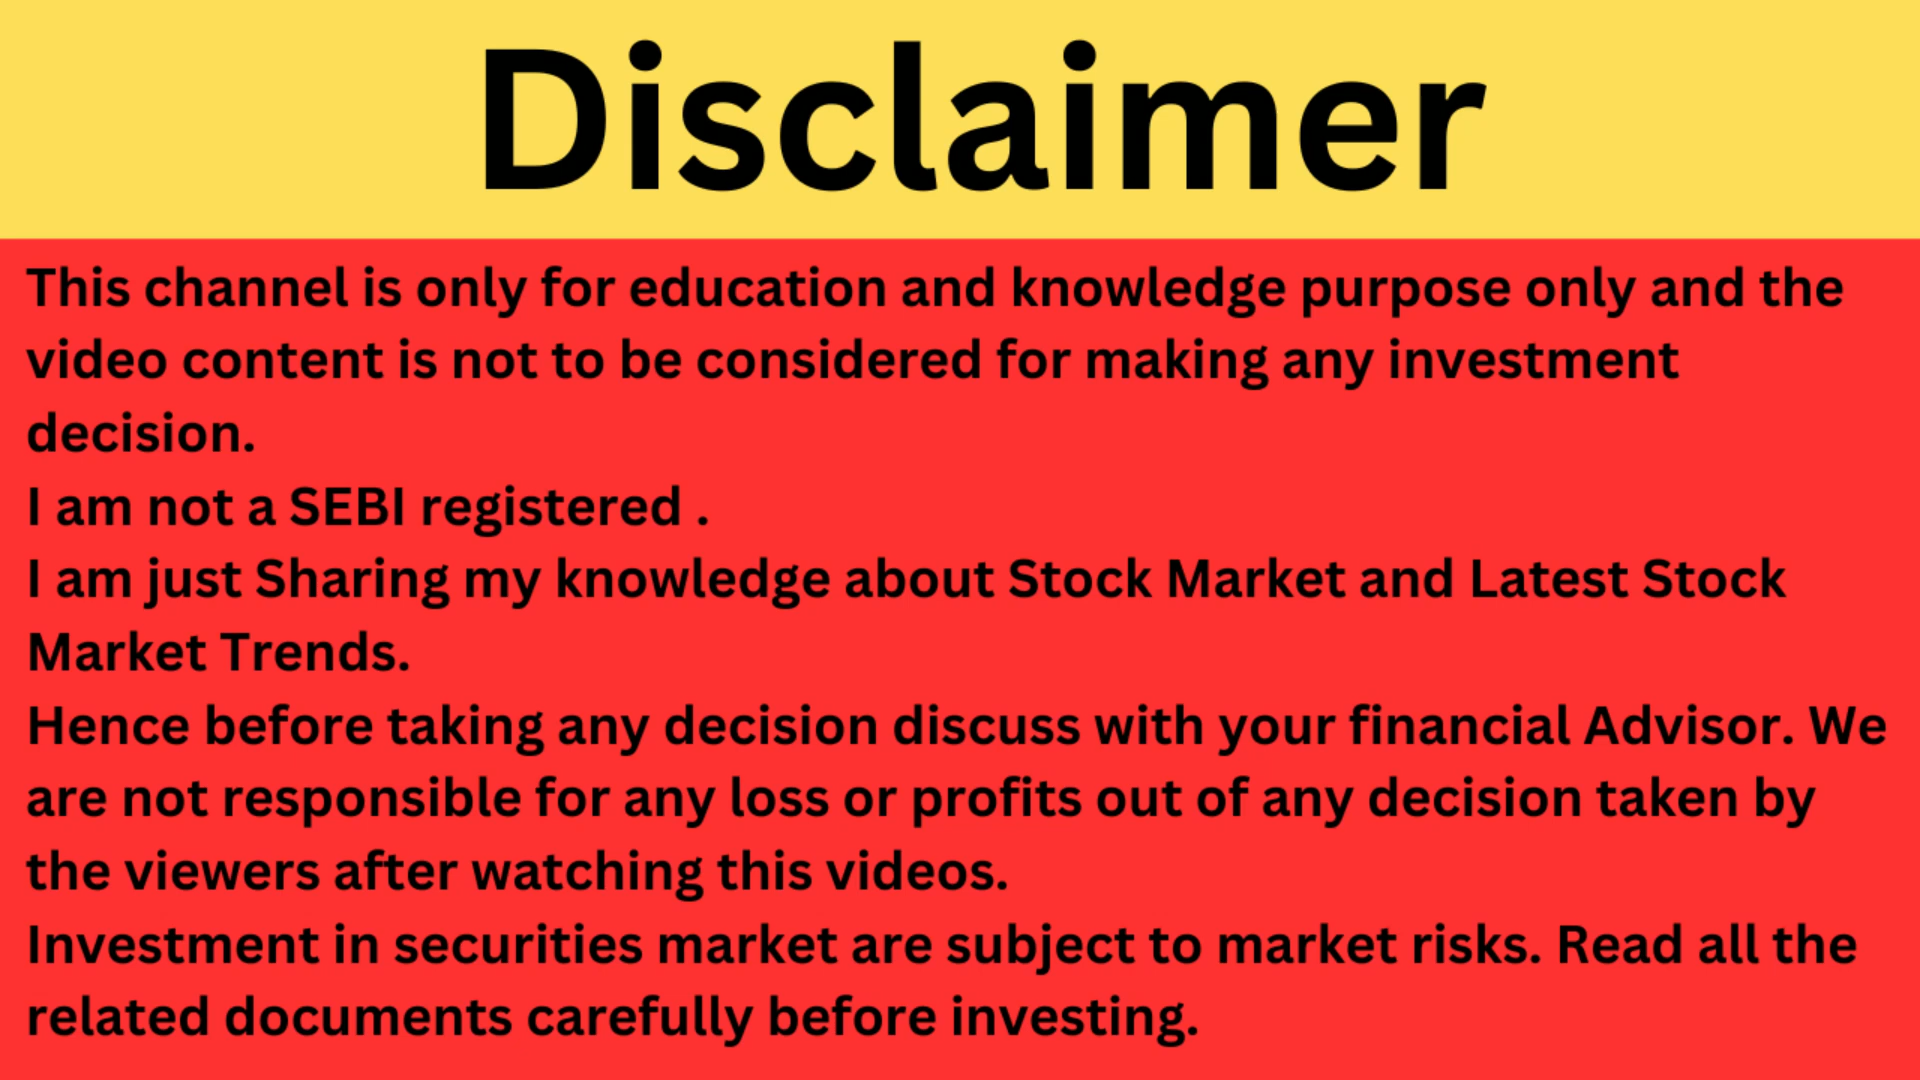 Disclaimer
This channel is only for education and knowledge purpose only and the
video content is not to be considered for making any investment
decision.
I am not a SEBI registered .
I am just Sharing my knowledge about Stock Market and Latest Stock
Market Trends.
Hence before taking any decision discuss with your financial Advisor. We
are not responsible for any loss or profits out of any decision taken by
the viewers after watching this videos.
Investment in securities market are subject to market risks. Read all the
related documents carefully before investing.